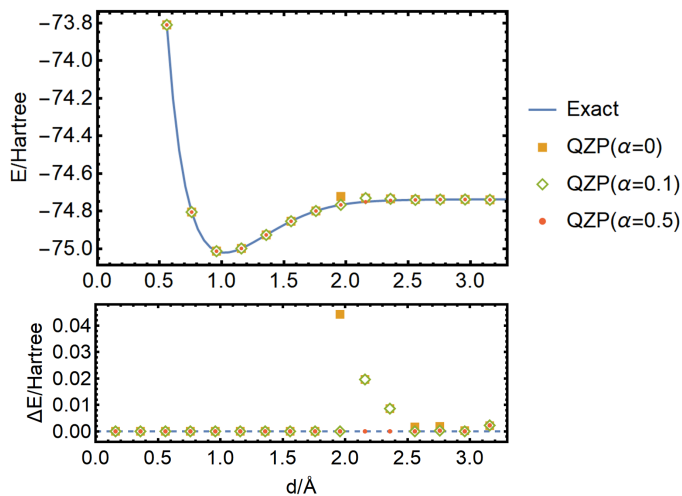 E/Hartree
-73.8
-74.0
-74.2
-74.4
-74.6
-74.8
-75.0
0.0 0.5 1.0 1.5 2.0 2.5 3.0
Exact
QZP(α=0)
QZP(α=0.1)
QZP(α=0.5)
ΔE/Hartree
0.04
0.03
0.02
0.01
0.00
0.0 0.5 1.0 1.5 2.0 2.5 3.0
d/Å